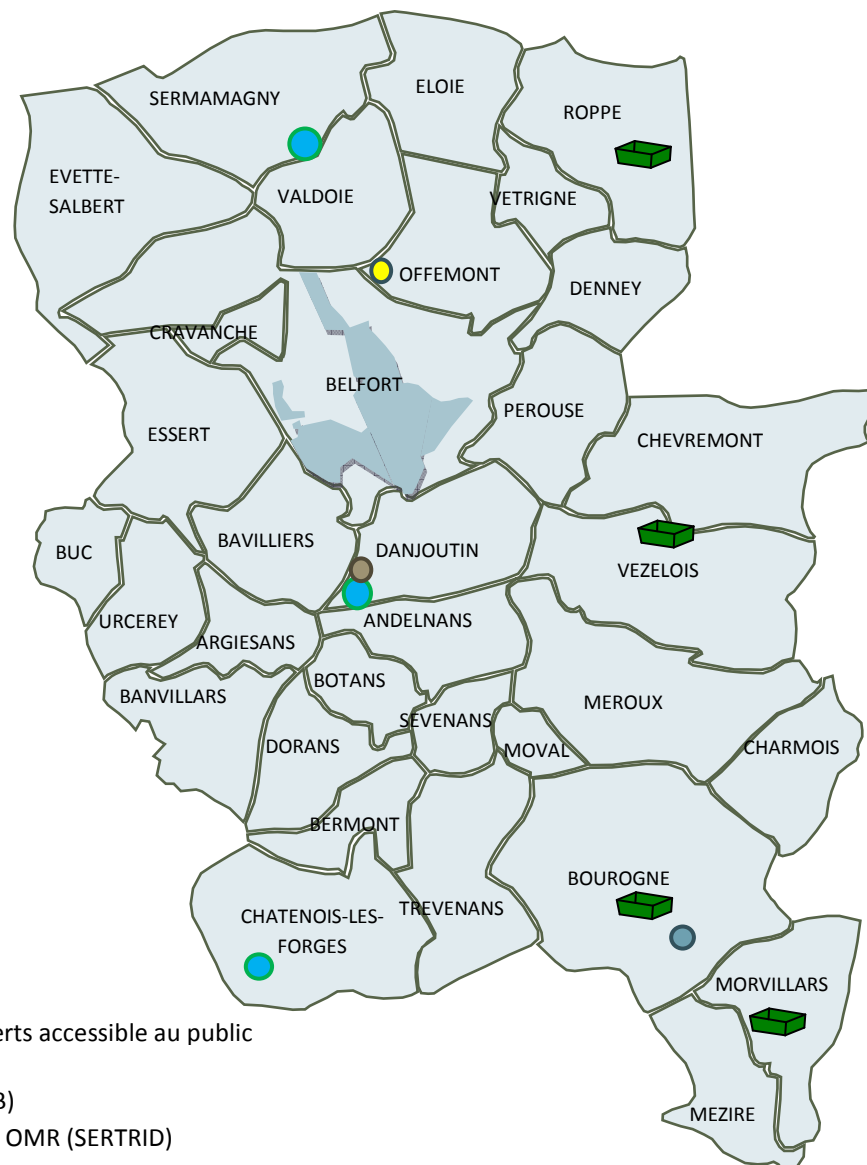 ELOIE
SERMAMAGNY
ROPPE
EVETTE-
SALBERT
VALDOIE
VETRIGNE
OFFEMONT
DENNEY
CRAVANCHE
BELFORT
PEROUSE
ESSERT
CHEVREMONT
BAVILLIERS
DANJOUTIN
BUC
VEZELOIS
URCEREY
ANDELNANS
ARGIESANS
BOTANS
BANVILLARS
MEROUX
SEVENANS
DORANS
MOVAL
CHARMOIS
BERMONT
BOUROGNE
CHATENOIS-LES-
FORGES
TREVENANS
MORVILLARS
erts accessible au public
B)
MEZIRE
OMR (SERTRID)